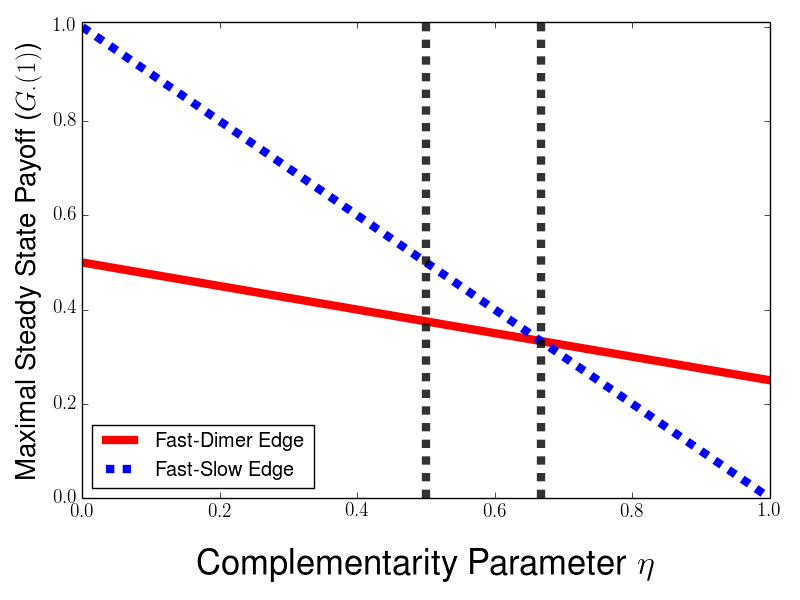 Maximal Steady State Payoff (G.(1))
1.0
0.8
0.6
0.4
0.2
0.0
Fast-Dimer Edge
Fast-Slow Edge
0.0 0.2 0.4 0.6 0.8 1.0
Complementarity Parameter η